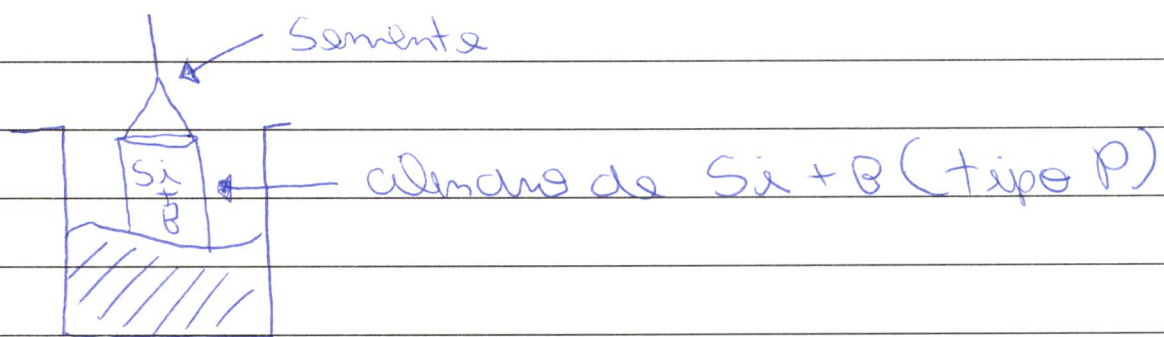 Semente
Si
+
B
cilindro de Si + B (tipo P)